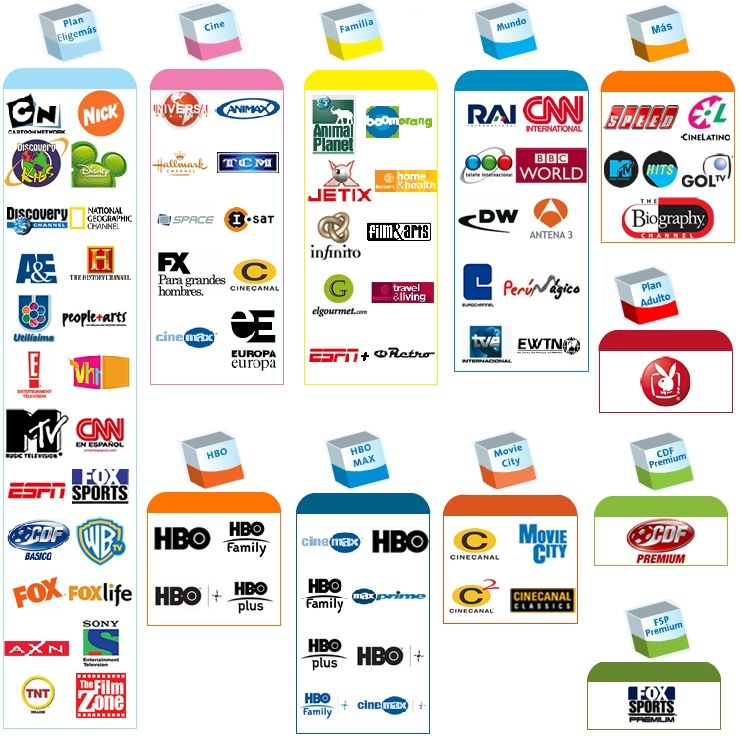 Plan
Eligemás
CN
CARTOON NETWORK
NICK
Discovery
KIDS
Disney
CHANNEL
Discovery
CHANNEL
NATIONAL
GEOGRAPHIC
CHANNEL
A&E
H
THE HISTORY CHANNEL
Utilísima
people+arts
E!
ENTERTAINMENT
TELEVISION
Vh1
MTV
MUSIC TELEVISION
CNN
EN ESPAÑOL
ESPN
FOX
SPORTS
CDF
BASICO
WB
TV
FOX
FOXlife
AXN
SONY
Entertainment
Television
TNT
The Film
Zone
Cine
UNIVERSAL
CHANNEL
ANIMAX
Hallmark
CHANNEL
TCM
SPACE
I·sat
FX
Para grandes
hombres.
C
CINECANAL
cinemax
EUROPA
europa
Familia
Animal
Planet
boomerang
JETIX
Discovery
home
&health
infinito
film&arts
G
elgourmet.com
travel
&living
ESPN+
Retro
Mundo
RAI
INTERNATIONAL
CNN
INTERNATIONAL
telefe internacional
BBC
WORLD
DW
ANTENA 3
EUROCHANNEL
Perú Mágico
tve
INTERNACIONAL
EWTN
Más
SPEED
CL
CINELATINO
MTV
HITS
GOLTV
THE
Biography
CHANNEL
Plan
Adulto
HBO
HBO
HBO
Family
HBO
HBO
plus
HBO
MAX
cinemax
HBO
HBO
Family
maxprime
HBO
plus
HBO
HBO
Family
cinemax
Movie
City
C
CINECANAL
MOVIE
CITY
C2
CINECANAL
CINECANAL
CLASSICS
CDF
Premium
CDF
PREMIUM
FSP
Premium
FOX
SPORTS
PREMIUM